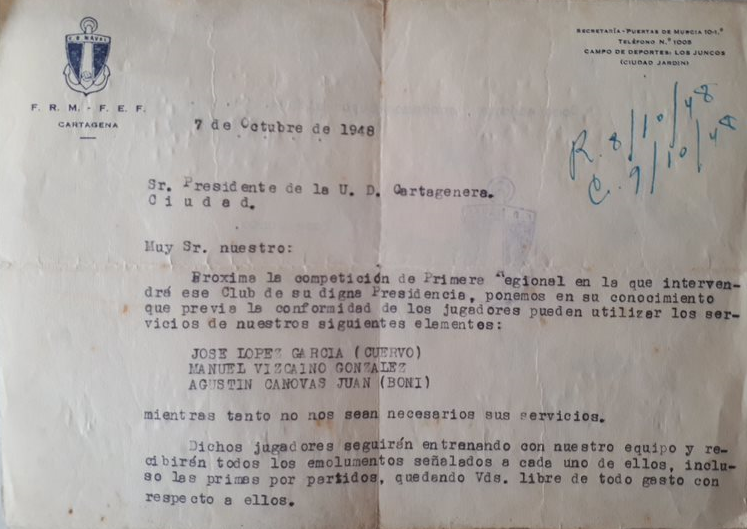 C. D. NAVAL
F. R. M. - F. E. F.
CARTAGENA
SECRETARÍA - PUERTAS DE MURCIA 10-1.º
TELÉFONO N.º 1005
CAMPO DE DEPORTES: LOS JUNCOS
(CIUDAD JARDÍN)
R. 8/10/48
C. 9/10/48
7 de Octubre de 1948
Sr. Presidente de la U. D. Cartagenera.
C i u d a d.
Muy Sr. nuestro:
Proxima la competición de Primera Regional en la que interven-
drá ese Club de su digna Presidencia, ponemos en su conocimiento
que previa la conformidad de los jugadores pueden utilizar los ser-
vicios de nuestros siguientes elementos:
JOSE LOPEZ GARCIA (CUERVO)
MANUEL VIZCAINO GONZALEZ
AGUSTIN CANOVAS JUAN (BONI)
mientras tanto no nos sean necesarios sus servicios.
Dichos jugadores seguirán entrenando con nuestro equipo y re-
cibirán todos los emolumentos señalados a cada uno de ellos, inclu-
so las primas por partidos, quedando Vds. libre de todo gasto con
respecto a ellos.